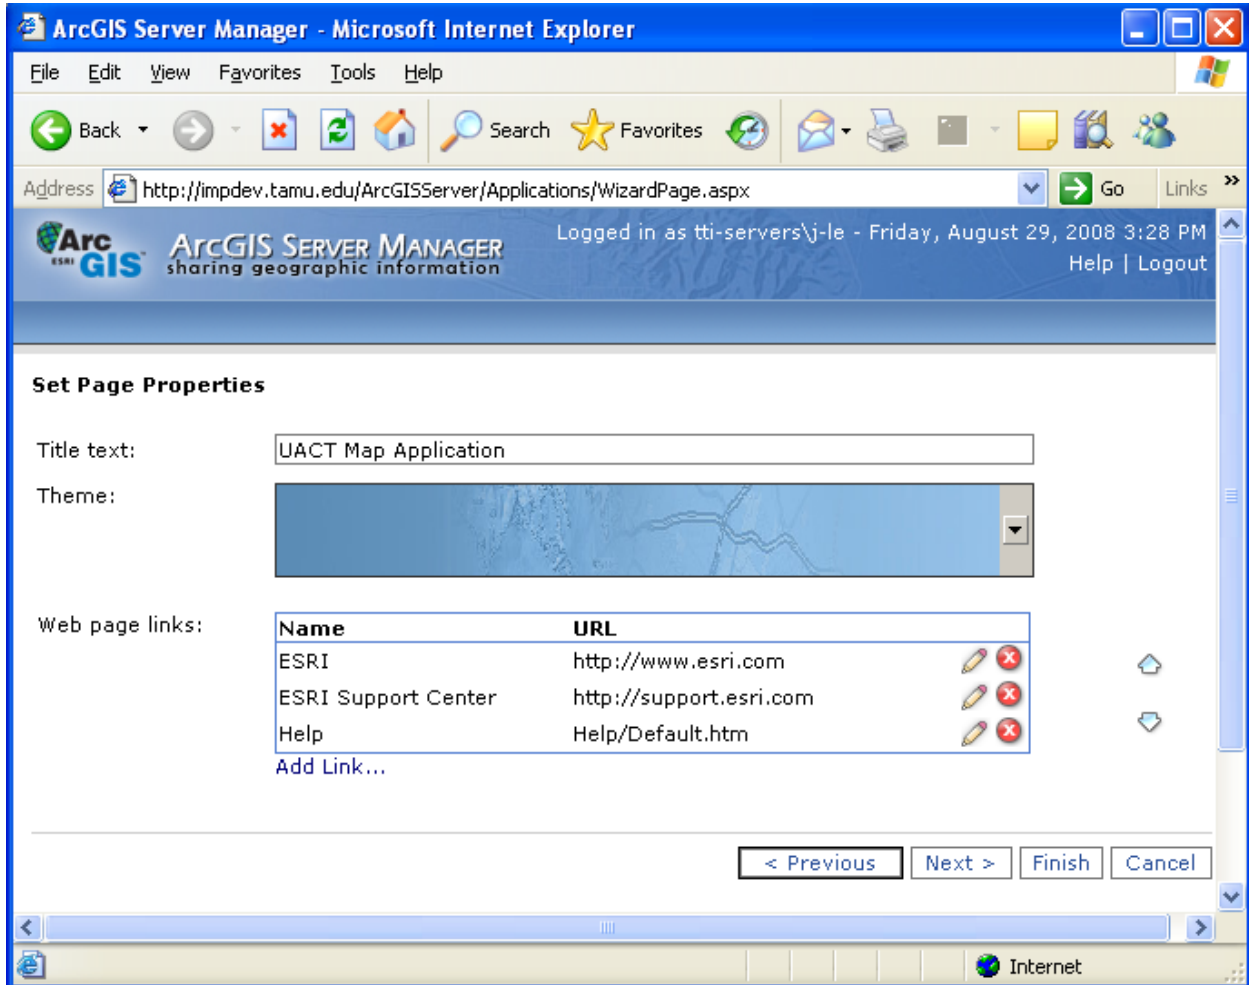 ArcGIS Server Manager - Microsoft Internet Explorer
File Edit View Favorites Tools Help
Back Search Favorites
Address http://impdev.tamu.edu/ArcGISServer/Applications/WizardPage.aspx Go Links »
Arc GIS ESRI
ArcGIS Server Manager
sharing geographic information
Logged in as tti-servers\j-le - Friday, August 29, 2008 3:28 PM
Help | Logout
Set Page Properties
Title text: UACT Map Application
Theme:
Web page links:
Name URL
ESRI http://www.esri.com
ESRI Support Center http://support.esri.com
Help Help/Default.htm
Add Link...
< Previous Next > Finish Cancel
Internet